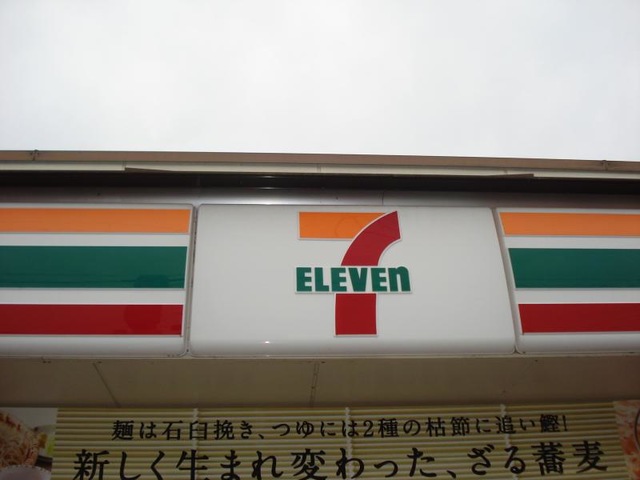 7
ELEVEn
麺は石臼挽き、つゆには2種の枯節に追い鰹!
新しく生まれ変わった、ざる蕎麦